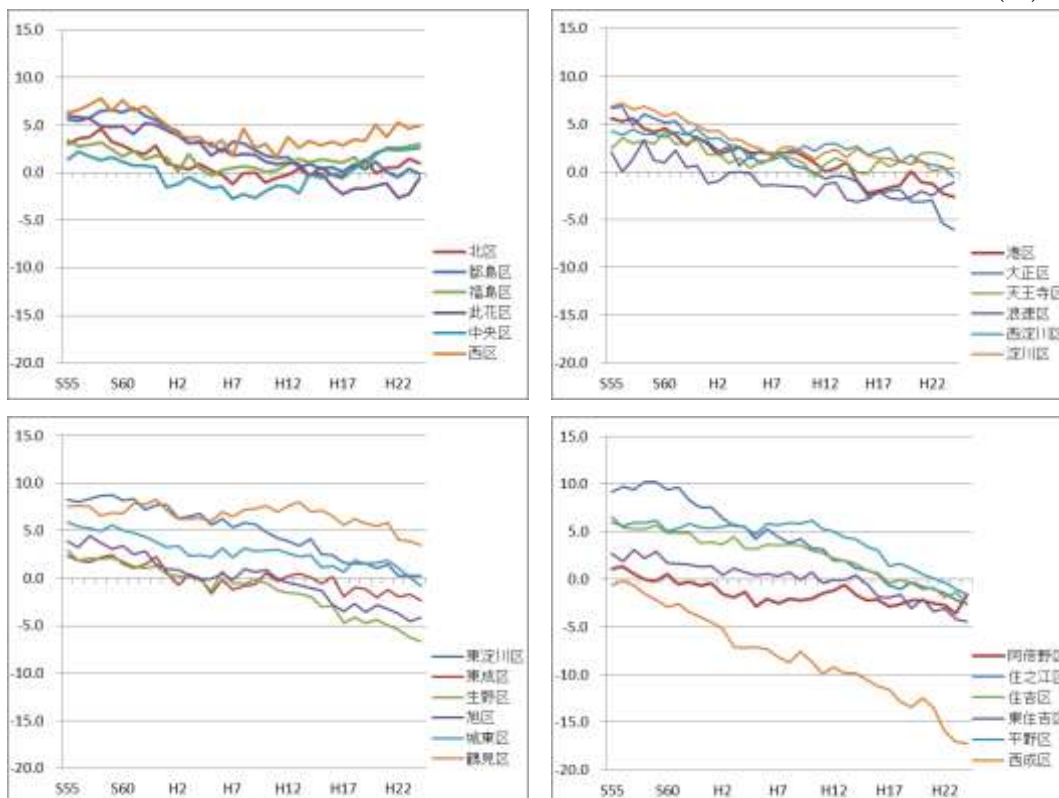 15.0
10.0
5.0
0.0
-5.0
-10.0
-15.0
-20.0
S55 S60 H2 H7 H12 H17 H22
北区
都島区
福島区
此花区
中央区
西区
15.0
10.0
5.0
0.0
-5.0
-10.0
-15.0
-20.0
S55 S60 H2 H7 H12 H17 H22
港区
大正区
天王寺区
浪速区
西淀川区
淀川区
15.0
10.0
5.0
0.0
-5.0
-10.0
-15.0
-20.0
S55 S60 H2 H7 H12 H17 H22
東淀川区
東成区
生野区
旭区
城東区
鶴見区
15.0
10.0
5.0
0.0
-5.0
-10.0
-15.0
-20.0
S55 S60 H2 H7 H12 H17 H22
阿倍野区
住之江区
住吉区
東住吉区
平野区
西成区